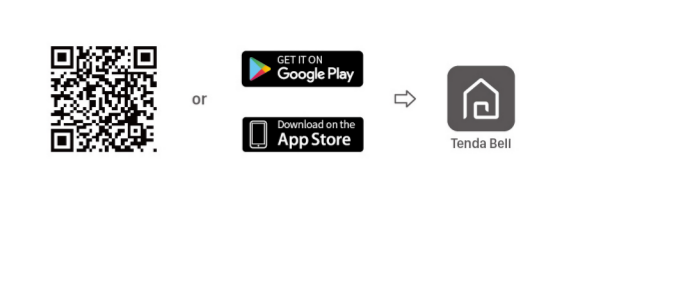 or
GET IT ON
Google Play
Download on the
App Store
Tenda Bell